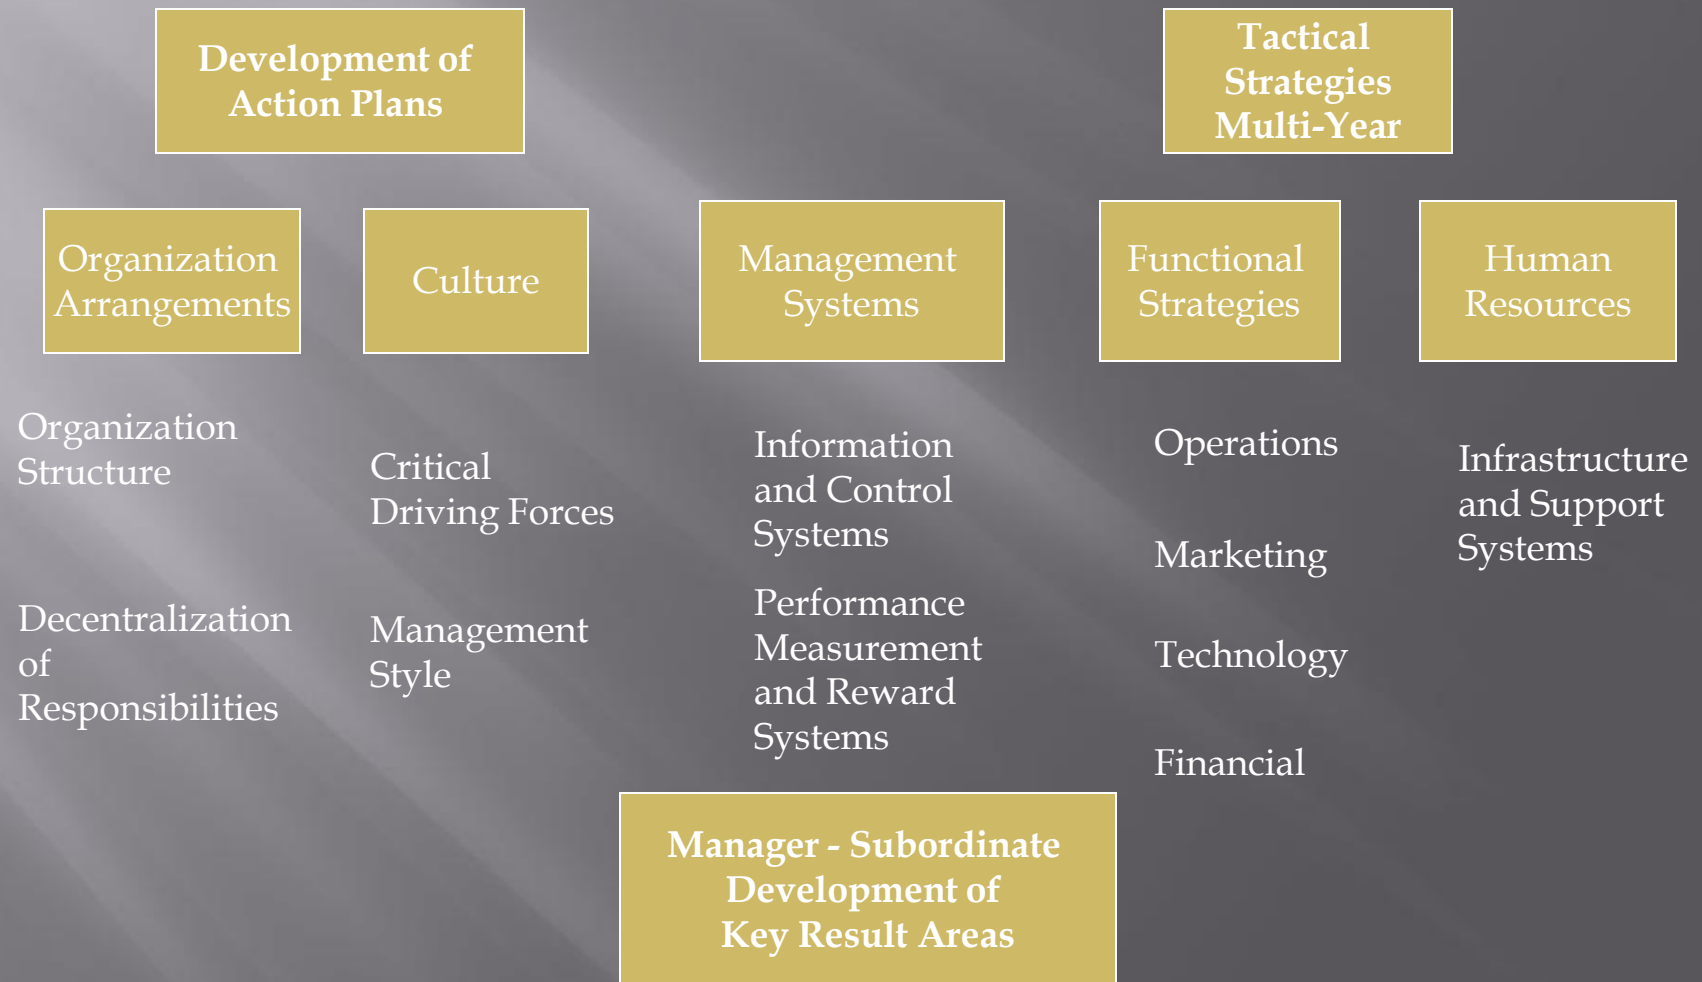 Development of
Action Plans
Tactical
Strategies
Multi-Year
Organization
Arrangements
Culture
Management
Systems
Functional
Strategies
Human
Resources
Organization
Structure
Decentralization
of
Responsibilities
Critical
Driving Forces
Management
Style
Information
and Control
Systems
Performance
Measurement
and Reward
Systems
Operations
Marketing
Technology
Financial
Infrastructure
and Support
Systems
Manager - Subordinate
Development of
Key Result Areas